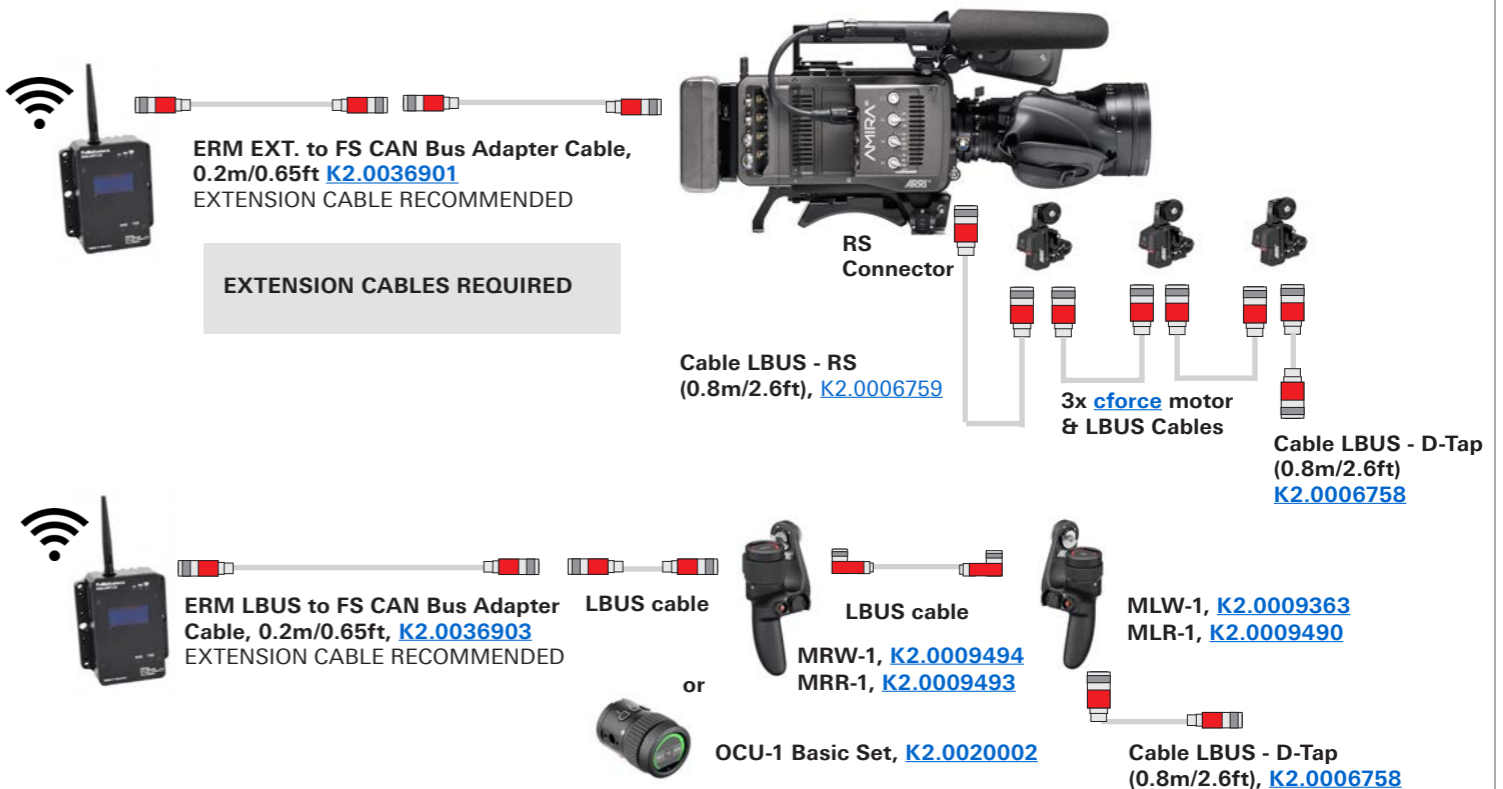 AMIRA
ARRI
ERM EXT. to FS CAN Bus Adapter Cable,
0.2m/0.65ft K2.0036901
EXTENSION CABLE RECOMMENDED
EXTENSION CABLES REQUIRED
RS
Connector
Cable LBUS - RS
(0.8m/2.6ft), K2.0006759
3x cforce motor
& LBUS Cables
Cable LBUS - D-Tap
(0.8m/2.6ft)
K2.0006758
ERM LBUS to FS CAN Bus Adapter
Cable, 0.2m/0.65ft, K2.0036903
EXTENSION CABLE RECOMMENDED
LBUS cable
LBUS cable
MRW-1, K2.0009494
MRR-1, K2.0009493
MLW-1, K2.0009363
MLR-1, K2.0009490
or
OCU-1 Basic Set, K2.0020002
Cable LBUS - D-Tap
(0.8m/2.6ft), K2.0006758